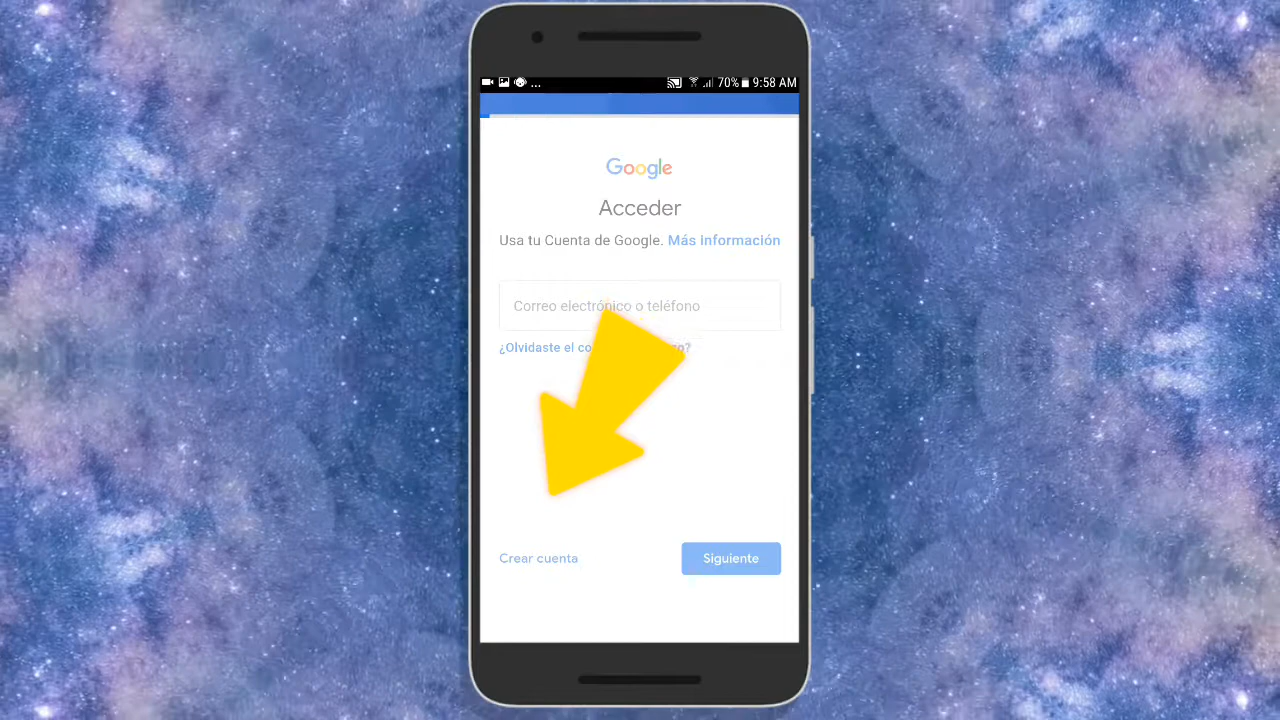 ... 70% 9:58 AM
Google
Acceder
Usa tu Cuenta de Google. Más información
Correo electrónico o teléfono
¿Olvidaste el co
Crear cuenta
Siguiente